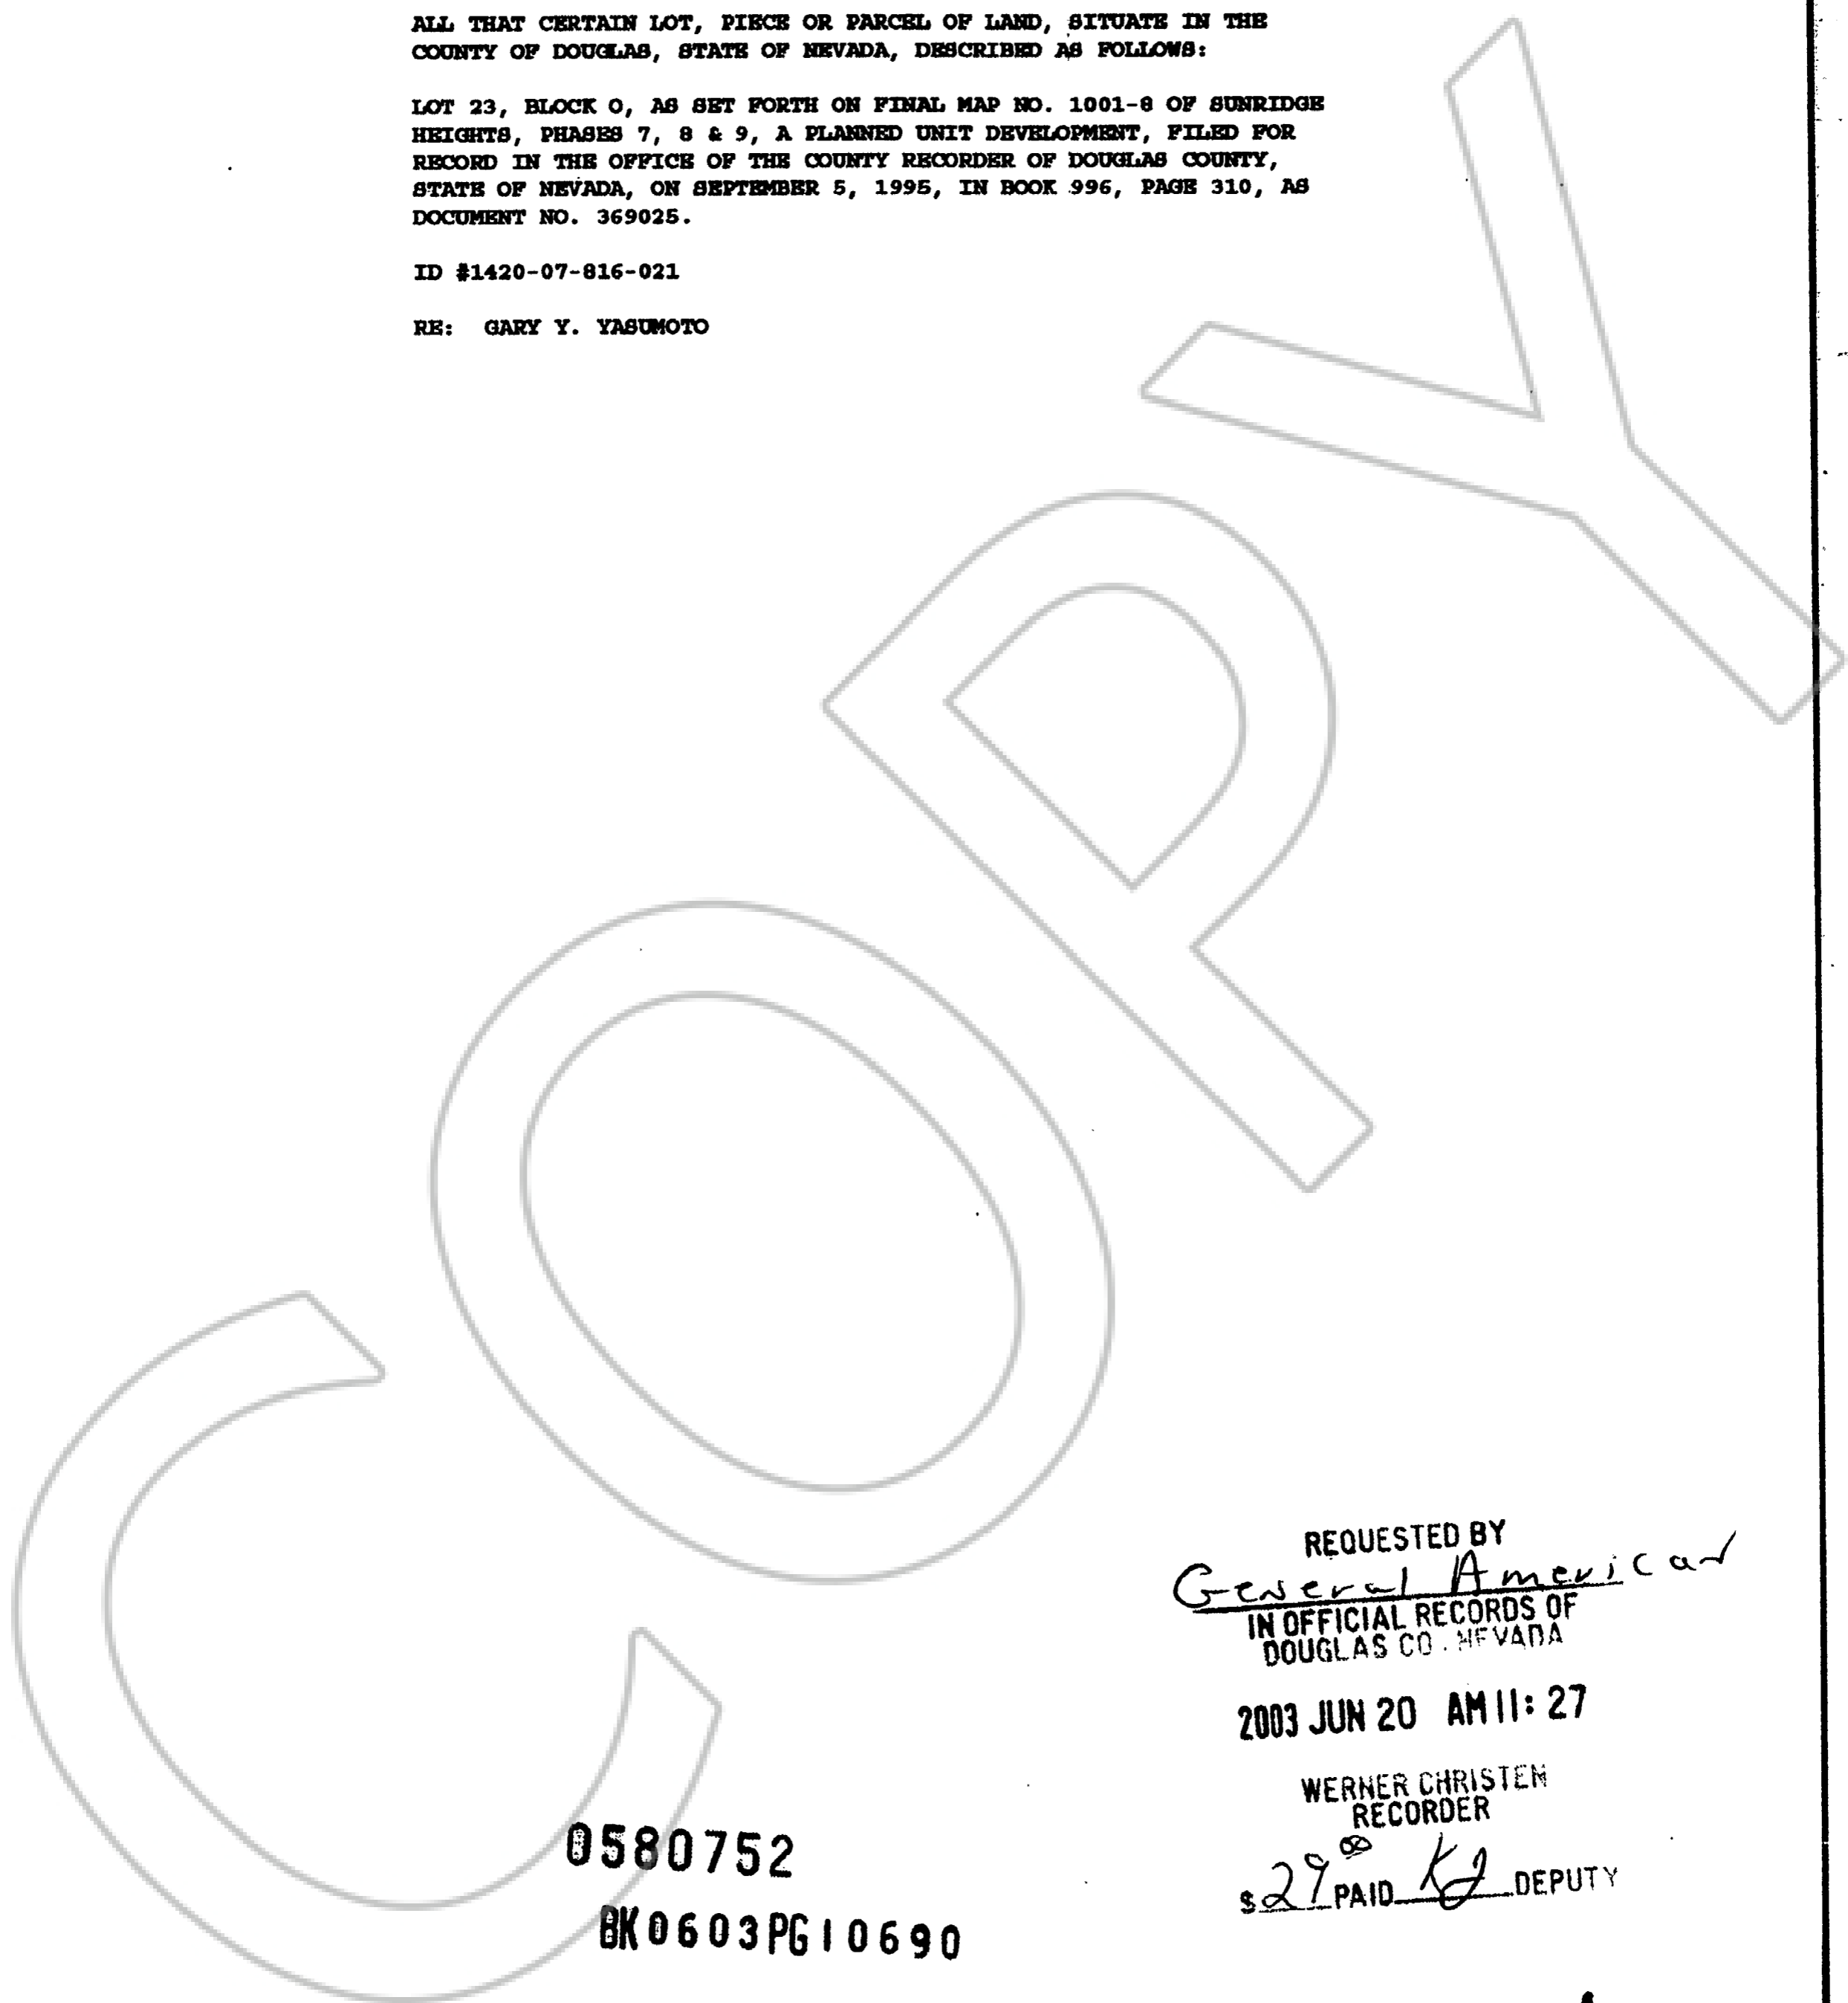 ALL THAT CERTAIN LOT, PIECE OR PARCEL OF LAND, SITUATE IN THE
COUNTY OF DOUGLAS, STATE OF NEVADA, DESCRIBED AS FOLLOWS:
LOT 23, BLOCK O, AS SET FORTH ON FINAL MAP NO. 1001-8 OF SUNRIDGE
HEIGHTS, PHASES 7, 8 & 9, A PLANNED UNIT DEVELOPMENT, FILED FOR
RECORD IN THE OFFICE OF THE COUNTY RECORDER OF DOUGLAS COUNTY,
STATE OF NEVADA, ON SEPTEMBER 5, 1995, IN BOOK 996, PAGE 310, AS
DOCUMENT NO. 369025.
ID #1420-07-816-021
RE: GARY Y. YASUMOTO
COPY
REQUESTED BY
General American
IN OFFICIAL RECORDS OF
DOUGLAS CO. NEVADA
2003 JUN 20 AM 11: 27
WERNER CHRISTEN
RECORDER
$ 29 00 PAID KJ DEPUTY
0580752
BK0603PG10690